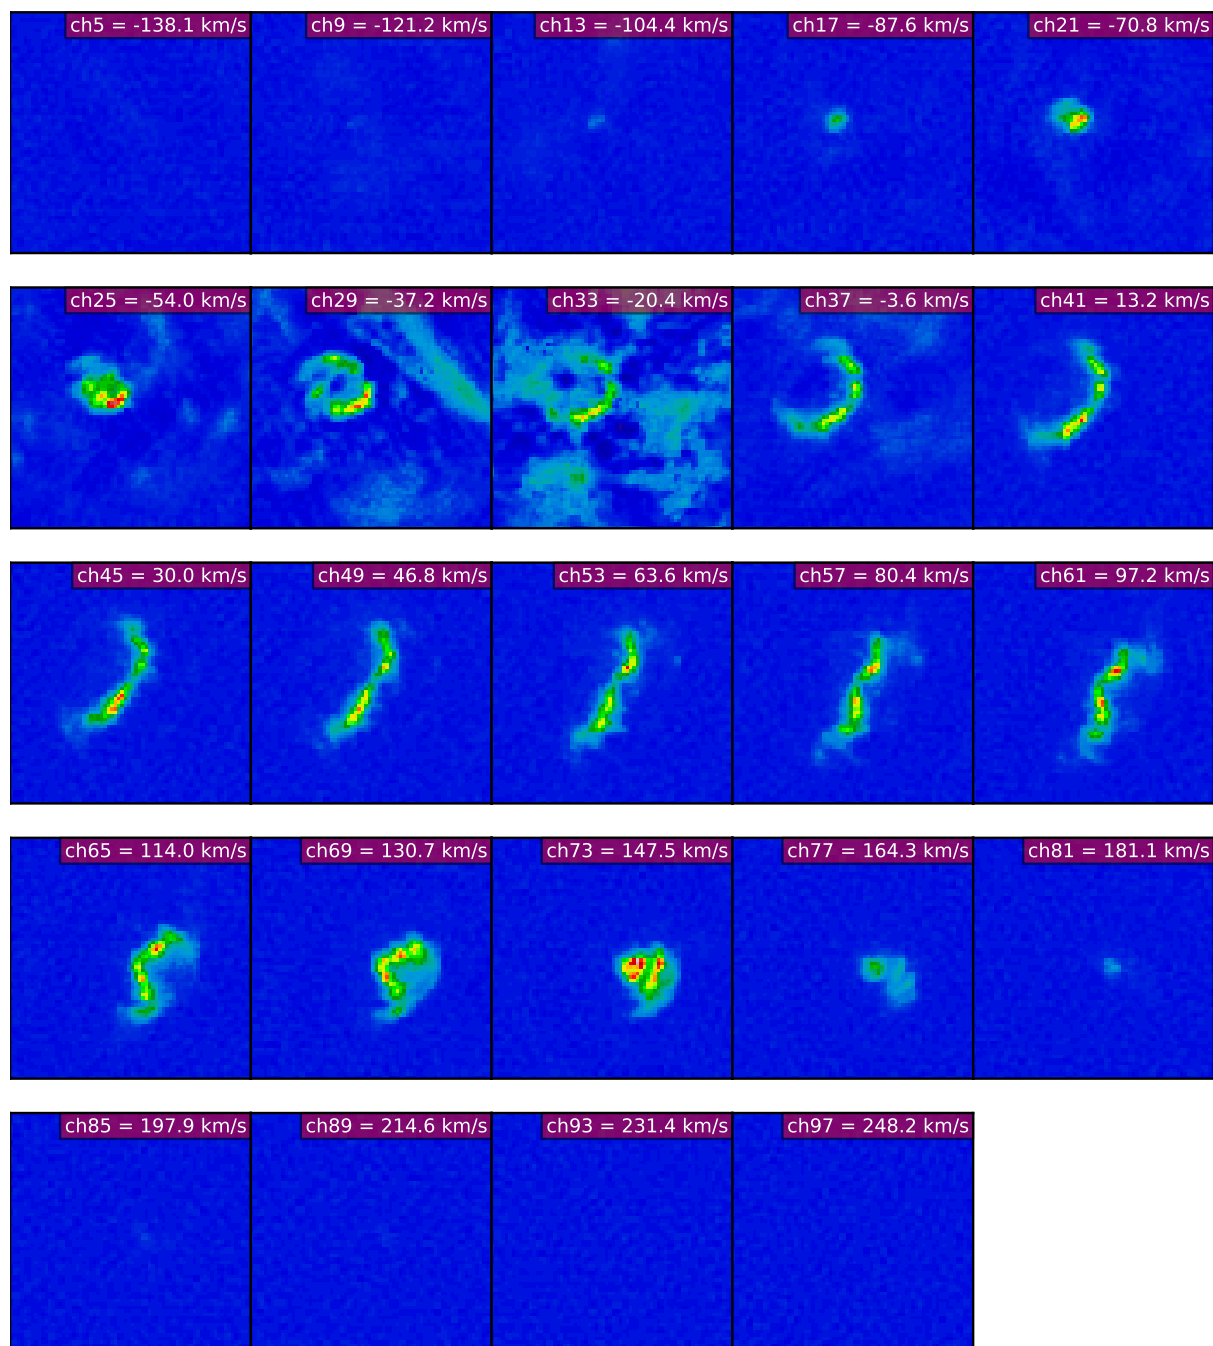 ch5 = -138.1 km/s
ch9 = -121.2 km/s
ch13 = -104.4 km/s
ch17 = -87.6 km/s
ch21 = -70.8 km/s
ch25 = -54.0 km/s
ch29 = -37.2 km/s
ch33 = -20.4 km/s
ch37 = -3.6 km/s
ch41 = 13.2 km/s
ch45 = 30.0 km/s
ch49 = 46.8 km/s
ch53 = 63.6 km/s
ch57 = 80.4 km/s
ch61 = 97.2 km/s
ch65 = 114.0 km/s
ch69 = 130.7 km/s
ch73 = 147.5 km/s
ch77 = 164.3 km/s
ch81 = 181.1 km/s
ch85 = 197.9 km/s
ch89 = 214.6 km/s
ch93 = 231.4 km/s
ch97 = 248.2 km/s